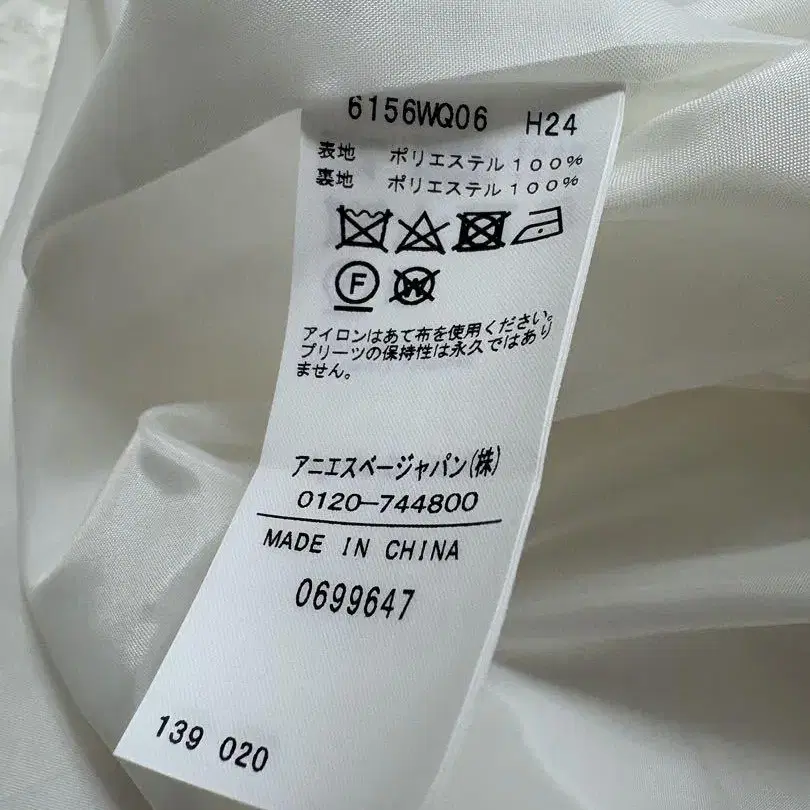 6156WQ06 H24
表地 ポリエステル100%
裏地 ポリエステル100%
F W
アイロンはあて布を使用ください。
プリーツの保持性は永久ではあり
ません。
アニエスベージャパン(株)
0120-744800
MADE IN CHINA
0699647
139 020